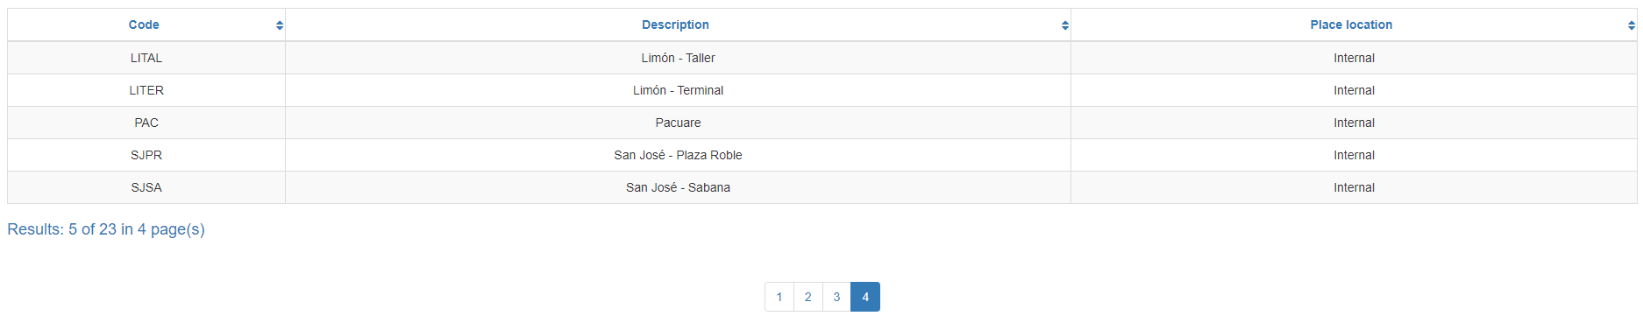 Code Description Place location
LITAL Limón - Taller Internal
LITER Limón - Terminal Internal
PAC Pacuare Internal
SJPR San José - Plaza Roble Internal
SJSA San José - Sabana Internal
Results: 5 of 23 in 4 page(s)
1 2 3 4